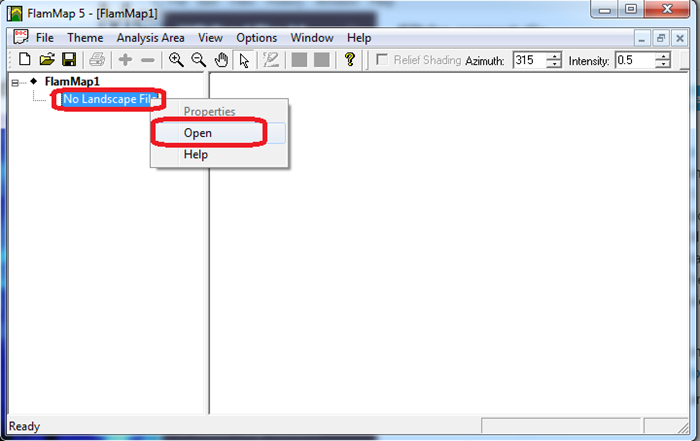 FlamMap 5 - [FlamMap1]
File Theme Analysis Area View Options Window Help
Relief Shading Azimuth: 315 Intensity: 0.5
FlamMap1
No Landscape File
Properties
Open
Help
Ready